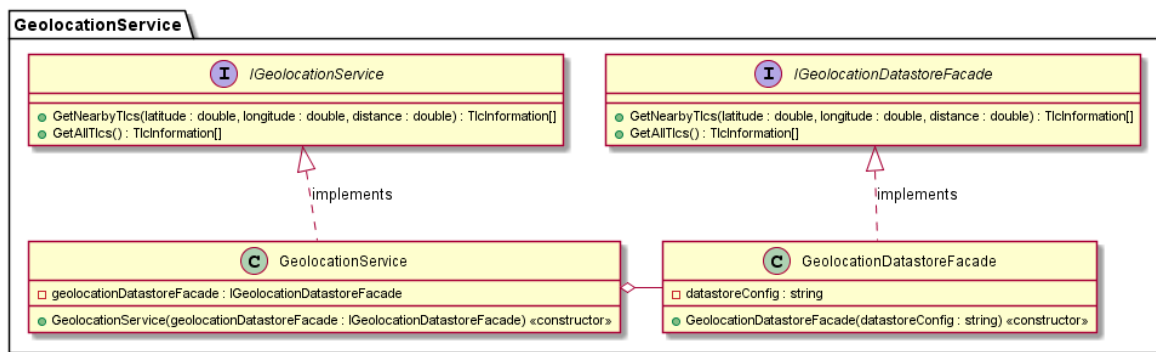 GeolocationService
I IGeolocationService
GetNearbyTlcs(latitude : double, longitude : double, distance : double) : TlcInformation[]
GetAllTlcs() : TlcInformation[]
I IGeolocationDatastoreFacade
GetNearbyTlcs(latitude : double, longitude : double, distance : double) : TlcInformation[]
GetAllTlcs() : TlcInformation[]
implements
implements
C GeolocationService
geolocationDatastoreFacade : IGeolocationDatastoreFacade
GeolocationService(geolocationDatastoreFacade : IGeolocationDatastoreFacade) «constructor»
C GeolocationDatastoreFacade
datastoreConfig : string
GeolocationDatastoreFacade(datastoreConfig : string) «constructor»